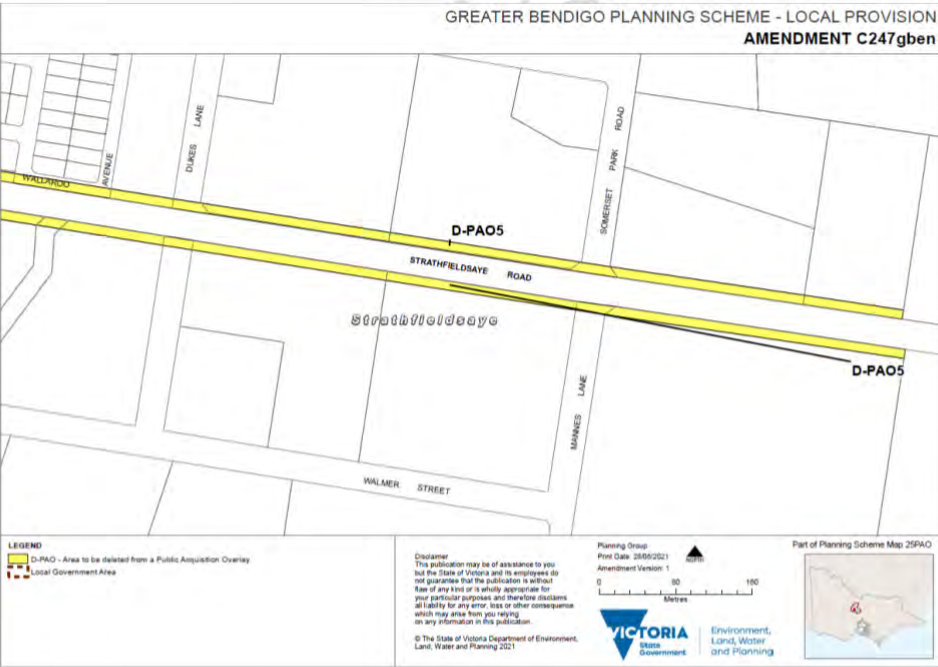 GREATER BENDIGO PLANNING SCHEME - LOCAL PROVISION
AMENDMENT C247gben
WALLAROO
AVENUE
DUKES LANE
SOMERSET PARK ROAD
D-PAO5
STRATHFIELDSAYE ROAD
Strathfieldsaye
D-PAO5
MANNES LANE
WALMER STREET
LEGEND
D-PAO - Area to be deleted from a Public Acquisition Overlay
Local Government Area
Disclaimer
This publication may be of assistance to you
but the State of Victoria and its employees do
not guarantee that the publication is without
flaw of any kind or is wholly appropriate for
your particular purposes and therefore disclaims
all liability for any error, loss or other consequence
which may arise from you relying
on any information in this publication.
© The State of Victoria Department of Environment,
Land, Water and Planning 2021
Planning Group
Print Date: 28/06/2021
Amendment Version: 1
NORTH
0 90 180
Metres
VICTORIA
State
Government
Environment,
Land, Water
and Planning
Part of Planning Scheme Map 25PAO